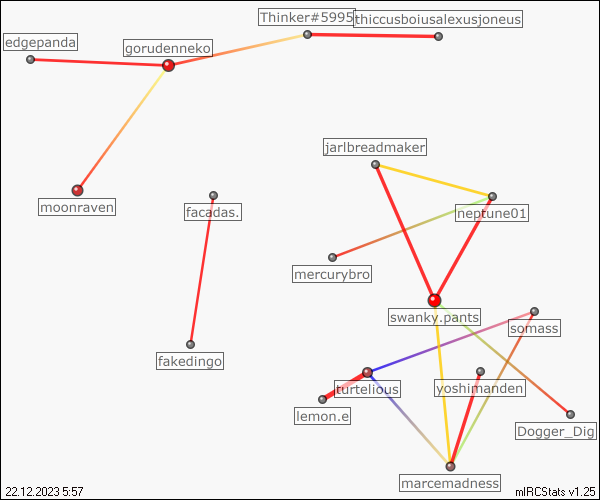 Thinker#5995
thiccusboiusalexusjoneus
edgepanda
gorudenneko
jarlbreadmaker
moonraven
facadas.
neptune01
mercurybro
swanky.pants
somass
fakedingo
turtelious
yoshimanden
lemon.e
Dogger_Dig
marcemadness
22.12.2023 5:57
mIRCStats v1.25